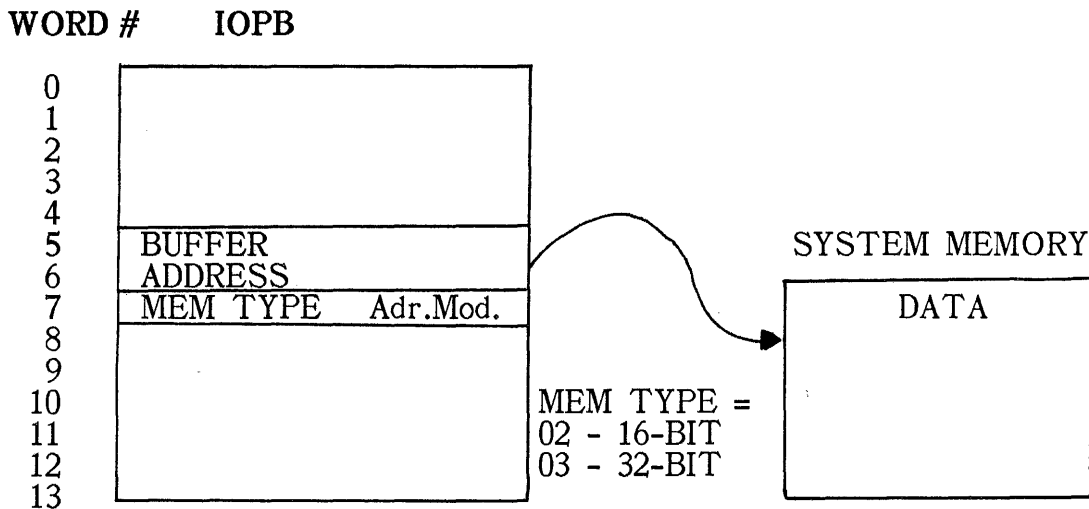 WORD # IOPB
0
1
2
3
4
5 BUFFER
6 ADDRESS
7 MEM TYPE Adr.Mod.
8
9
10
11
12
13
SYSTEM MEMORY
DATA
MEM TYPE =
02 - 16-BIT
03 - 32-BIT